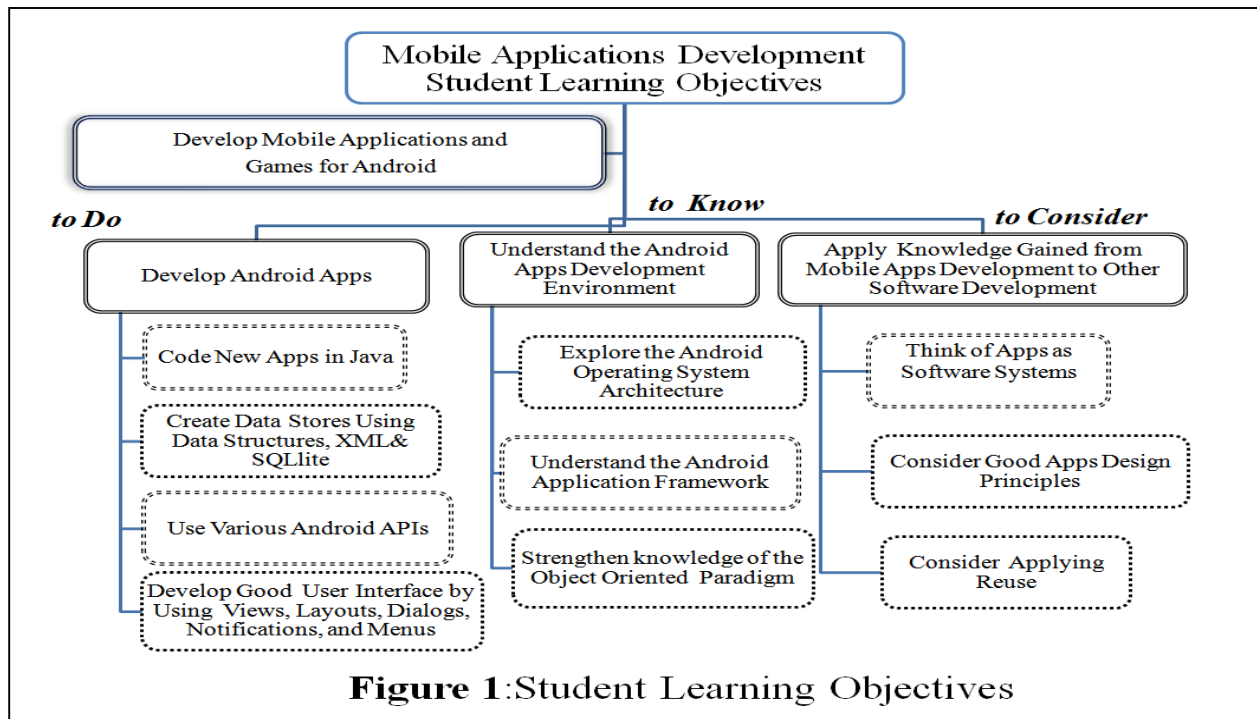 Mobile Applications Development
Student Learning Objectives
Develop Mobile Applications and
Games for Android
to Do
to Know
to Consider
Develop Android Apps
Code New Apps in Java
Create Data Stores Using
Data Structures, XML&
SQLlite
Use Various Android APIs
Develop Good User Interface by
Using Views, Layouts, Dialogs,
Notifications, and Menus
Understand the Android
Apps Development
Environment
Explore the Android
Operating System
Architecture
Understand the Android
Application Framework
Strengthen knowledge of the
Object Oriented Paradigm
Apply Knowledge Gained from
Mobile Apps Development to Other
Software Development
Think of Apps as
Software Systems
Consider Good Apps Design
Principles
Consider Applying
Reuse
Figure 1:Student Learning Objectives